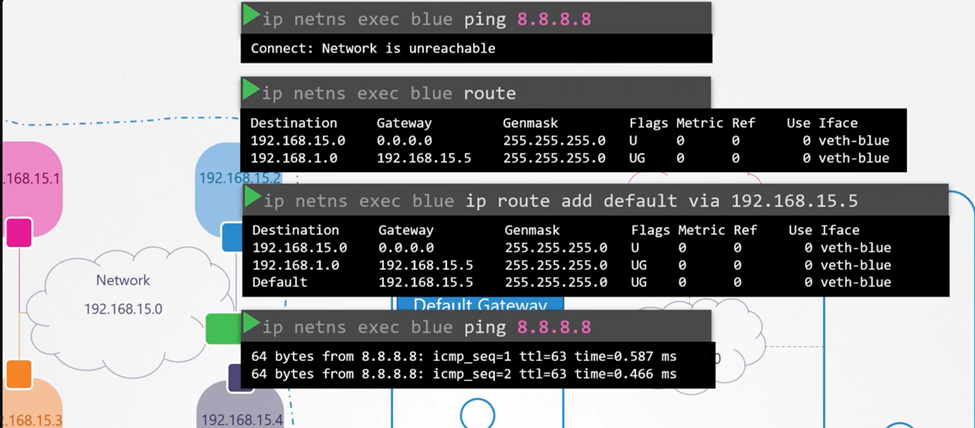 ip netns exec blue ping 8.8.8.8
Connect: Network is unreachable
ip netns exec blue route
Destination Gateway Genmask Flags Metric Ref Use Iface
192.168.15.0 0.0.0.0 255.255.255.0 U 0 0 0 veth-blue
192.168.1.0 192.168.15.5 255.255.255.0 UG 0 0 0 veth-blue
.168.15.1
192.168.15.2
ip netns exec blue ip route add default via 192.168.15.5
Destination Gateway Genmask Flags Metric Ref Use Iface
192.168.15.0 0.0.0.0 255.255.255.0 U 0 0 0 veth-blue
192.168.1.0 192.168.15.5 255.255.255.0 UG 0 0 0 veth-blue
Default 192.168.15.5 255.255.255.0 UG 0 0 0 veth-blue
Network
192.168.15.0
Default Gateway
ip netns exec blue ping 8.8.8.8
64 bytes from 8.8.8.8: icmp_seq=1 ttl=63 time=0.587 ms
64 bytes from 8.8.8.8: icmp_seq=2 ttl=63 time=0.466 ms
.168.15.3
192.168.15.4